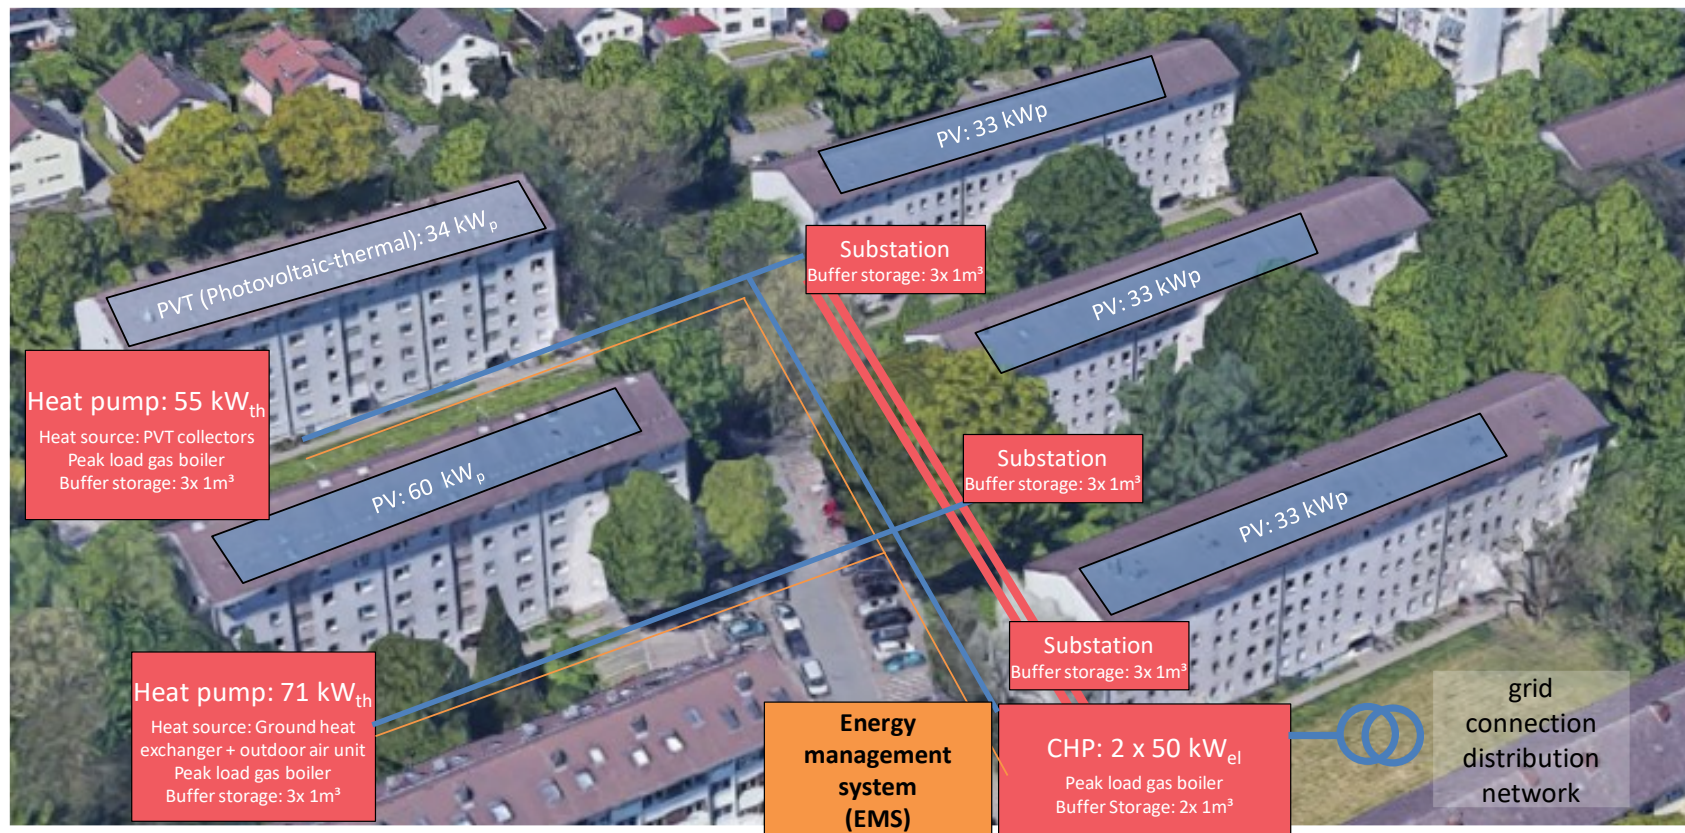 PV: 33 kWp
PVT (Photovoltaic-thermal): 34 kWₚ
Substation
Buffer storage: 3x 1m³
PV: 33 kWp
Heat pump: 55 kWₜₕ
Heat source: PVT collectors
Peak load gas boiler
Buffer storage: 3x 1m³
PV: 60 kWₚ
Substation
Buffer storage: 3x 1m³
PV: 33 kWp
Substation
Buffer storage: 3x 1m³
Heat pump: 71 kWₜₕ
Heat source: Ground heat
exchanger + outdoor air unit
Peak load gas boiler
Buffer storage: 3x 1m³
Energy
management
system
(EMS)
CHP: 2 x 50 kWₑₗ
Peak load gas boiler
Buffer Storage: 2x 1m³
grid
connection
distribution
network